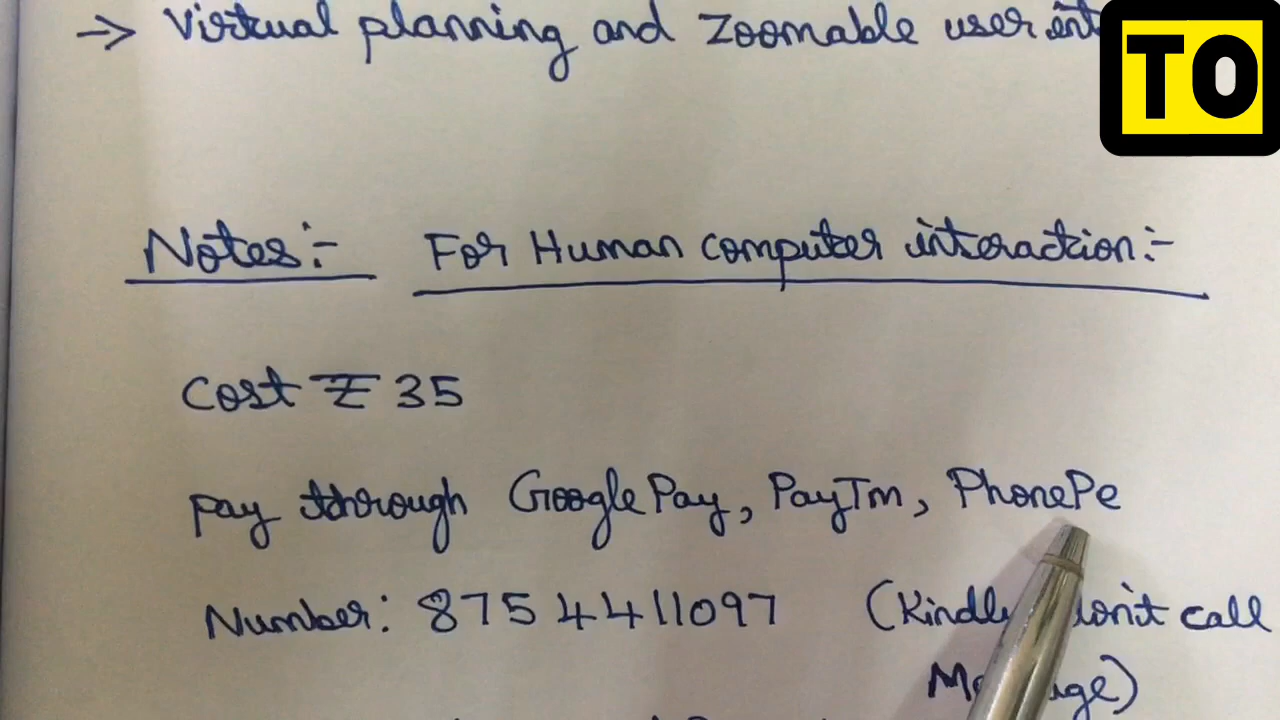 → Virtual planning and Zoomable user int
TO
Notes:- For Human computer interaction:-
Cost ₹ 35
pay through GooglePay, PayTm, PhonePe
Number: 8754411097 (Kindly don't call